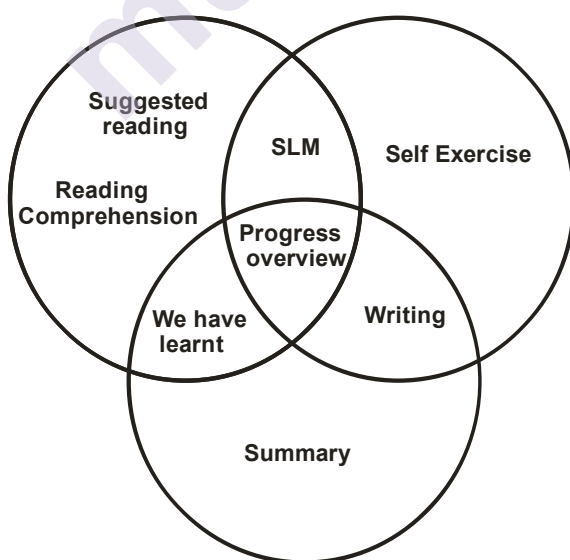 Suggested
reading
SLM
Self Exercise
Reading
Comprehension
Progress
overview
We have
learnt
Writing
Summary